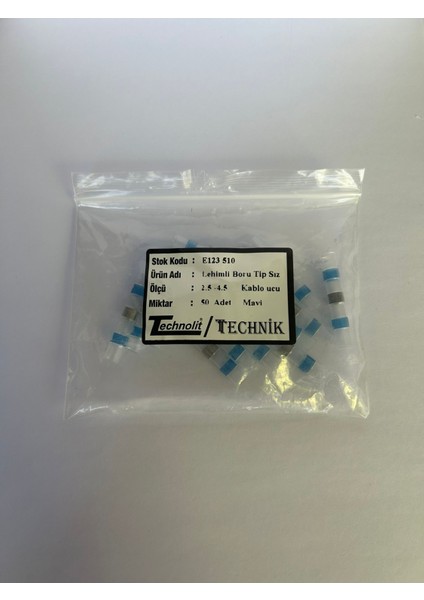 Stok Kodu : E123 510
Ürün Adı : Lehimli Boru Tip Sız
Ölçü : 2.5-4.5 Kablo ucu
Miktar : 50 Adet Mavi
Technolit / TECHNİK